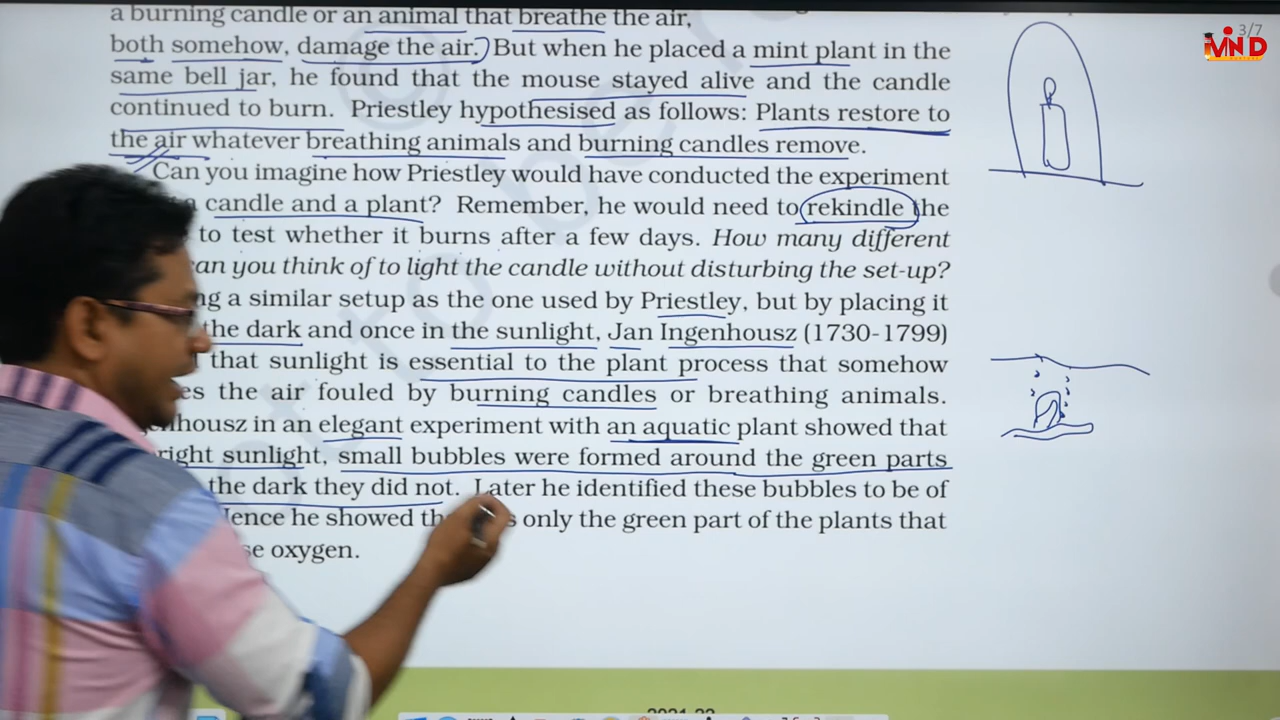 3/7
MIND
a burning candle or an animal that breathe the air,
both somehow, damage the air.) But when he placed a mint plant in the
same bell jar, he found that the mouse stayed alive and the candle
continued to burn. Priestley hypothesised as follows: Plants restore to
the air whatever breathing animals and burning candles remove.
Can you imagine how Priestley would have conducted the experiment
a candle and a plant? Remember, he would need to rekindle the
to test whether it burns after a few days. How many different
an you think of to light the candle without disturbing the set-up?
ng a similar setup as the one used by Priestley, but by placing it
the dark and once in the sunlight, Jan Ingenhousz (1730-1799)
that sunlight is essential to the plant process that somehow
es the air fouled by burning candles or breathing animals.
nhousz in an elegant experiment with an aquatic plant showed that
right sunlight, small bubbles were formed around the green parts
the dark they did not. Later he identified these bubbles to be of
Hence he showed th s only the green part of the plants that
se oxygen.